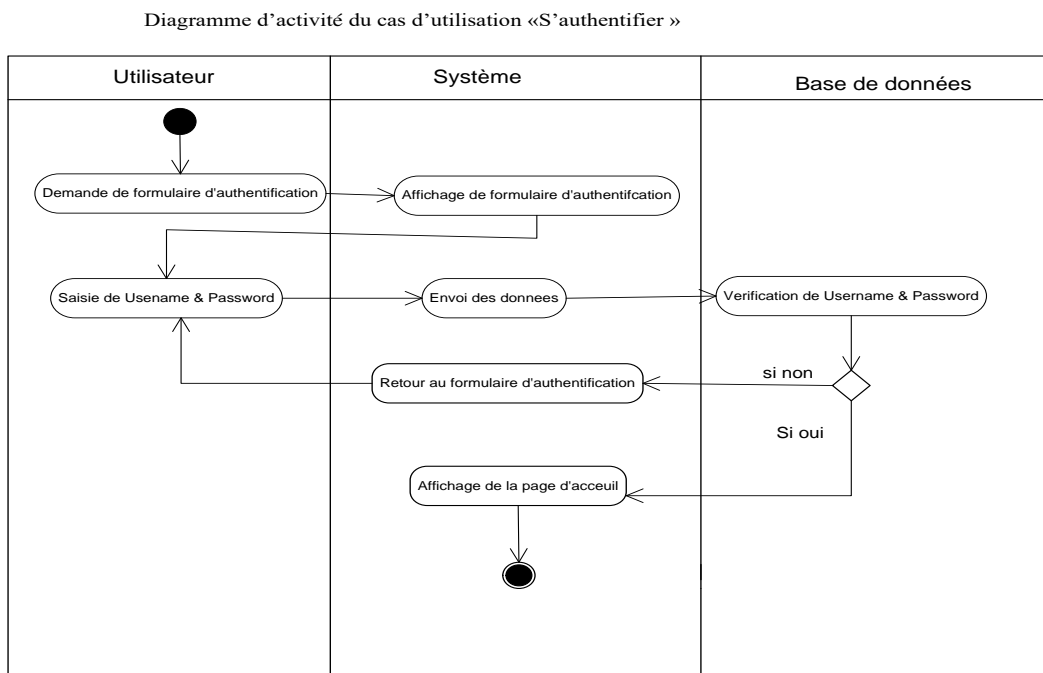 Diagramme d'activité du cas d'utilisation «S'authentifier »
Utilisateur
Système
Base de données
Demande de formulaire d'authentification
Affichage de formulaire d'authentifcation
Saisie de Usename & Password
Envoi des donnees
Verification de Username & Password
Retour au formulaire d'authentification
si non
Si oui
Affichage de la page d'acceuil